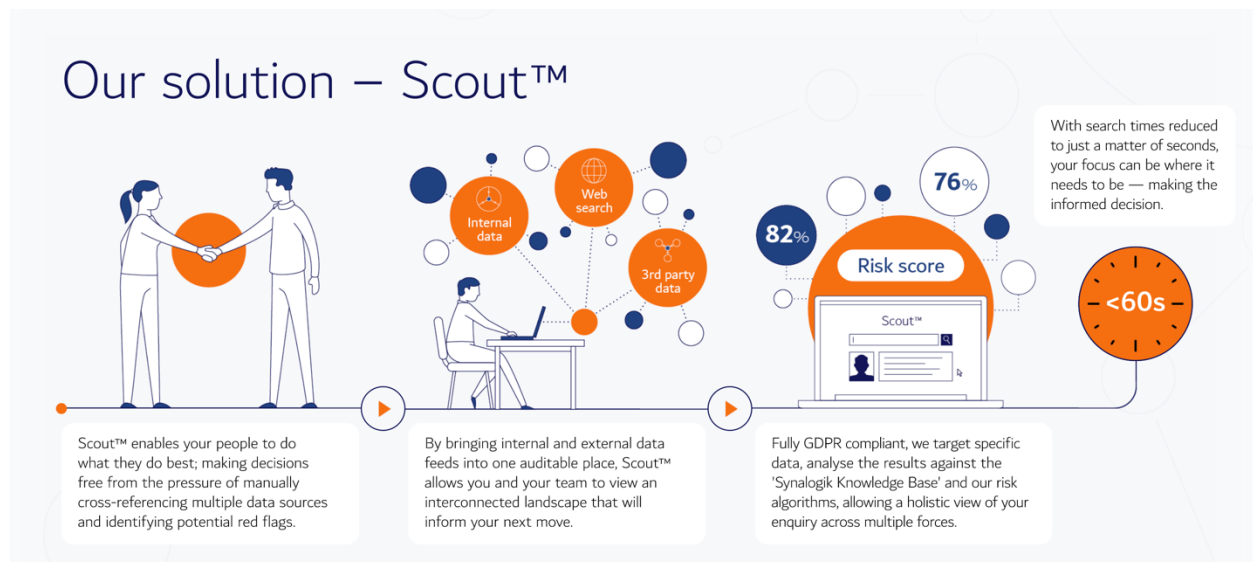 Our solution – Scout™
Internal
data
Web
search
3rd party
data
82%
76%
Risk score
Scout™
With search times reduced
to just a matter of seconds,
your focus can be where it
needs to be — making the
informed decision.
<60s
Scout™ enables your people to do
what they do best; making decisions
free from the pressure of manually
cross-referencing multiple data sources
and identifying potential red flags.
By bringing internal and external data
feeds into one auditable place, Scout™
allows you and your team to view an
interconnected landscape that will
inform your next move.
Fully GDPR compliant, we target specific
data, analyse the results against the
'Synalogik Knowledge Base' and our risk
algorithms, allowing a holistic view of your
enquiry across multiple forces.